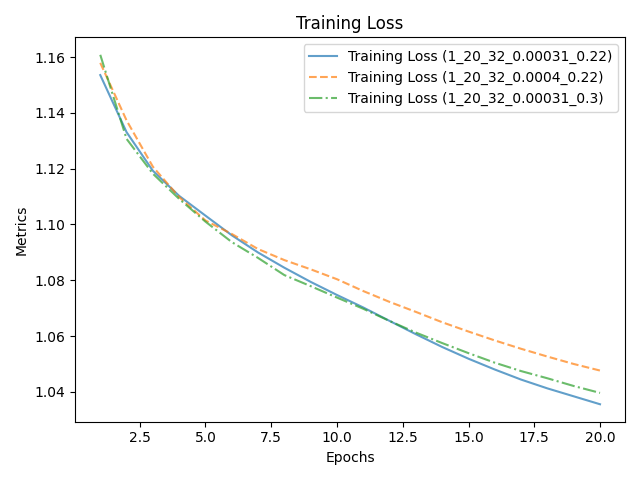 Training Loss
Training Loss (1_20_32_0.00031_0.22)
Training Loss (1_20_32_0.0004_0.22)
Training Loss (1_20_32_0.00031_0.3)
Metrics
1.16
1.14
1.12
1.10
1.08
1.06
1.04
2.5 5.0 7.5 10.0 12.5 15.0 17.5 20.0
Epochs